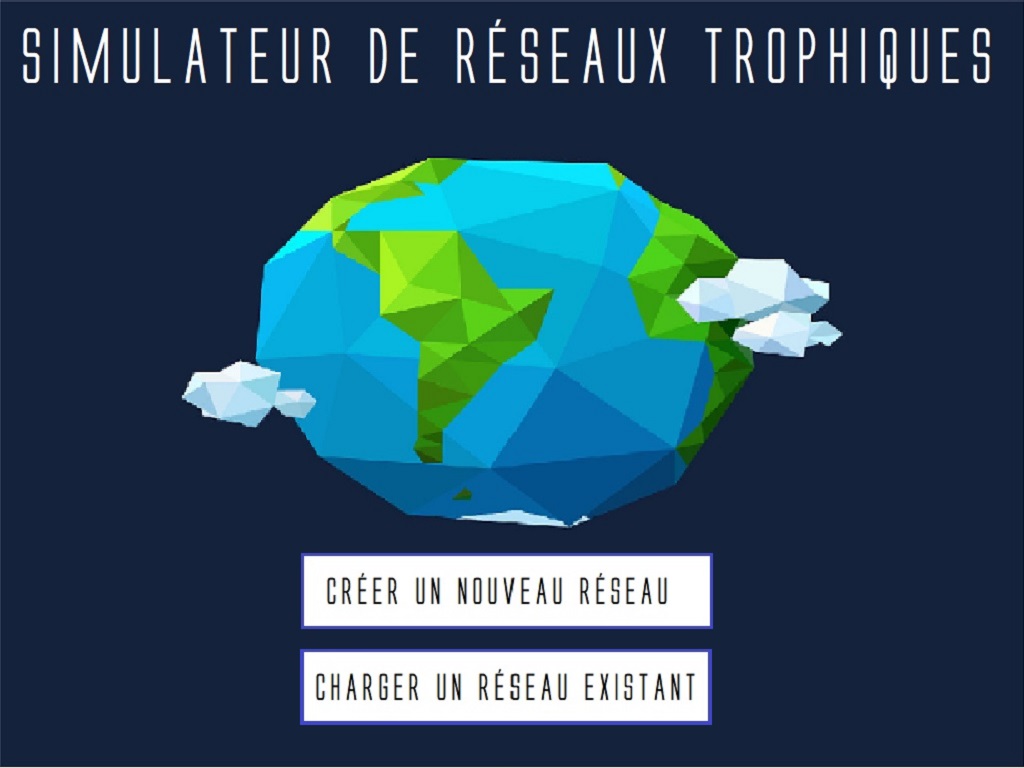 SIMULATEUR DE RÉSEAUX TROPHIQUES
CRÉER UN NOUVEAU RÉSEAU
CHARGER UN RÉSEAU EXISTANT